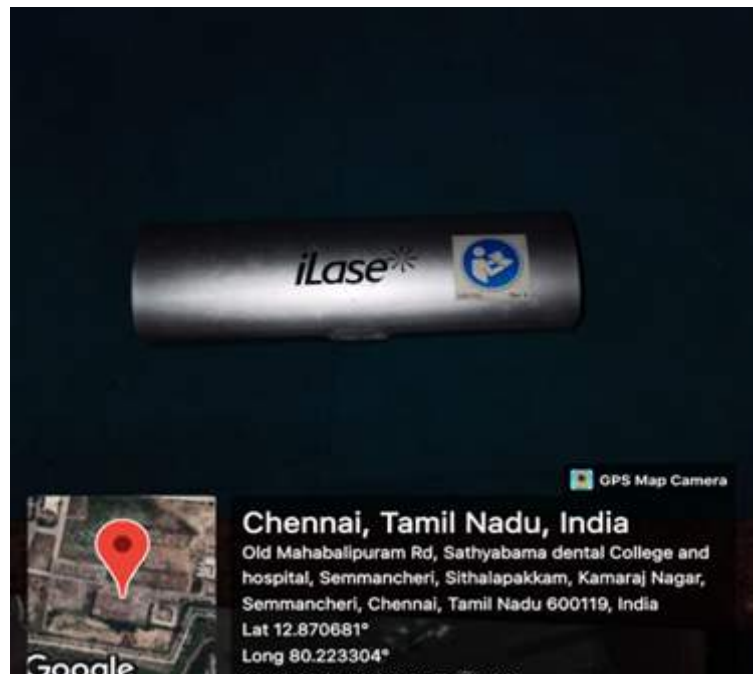 iLase
GPS Map Camera
Chennai, Tamil Nadu, India
Old Mahabalipuram Rd, Sathyabama dental College and
hospital, Semmancheri, Sithalapakkam, Kamaraj Nagar,
Semmancheri, Chennai, Tamil Nadu 600119, India
Lat 12.870681°
Long 80.223304°
Google